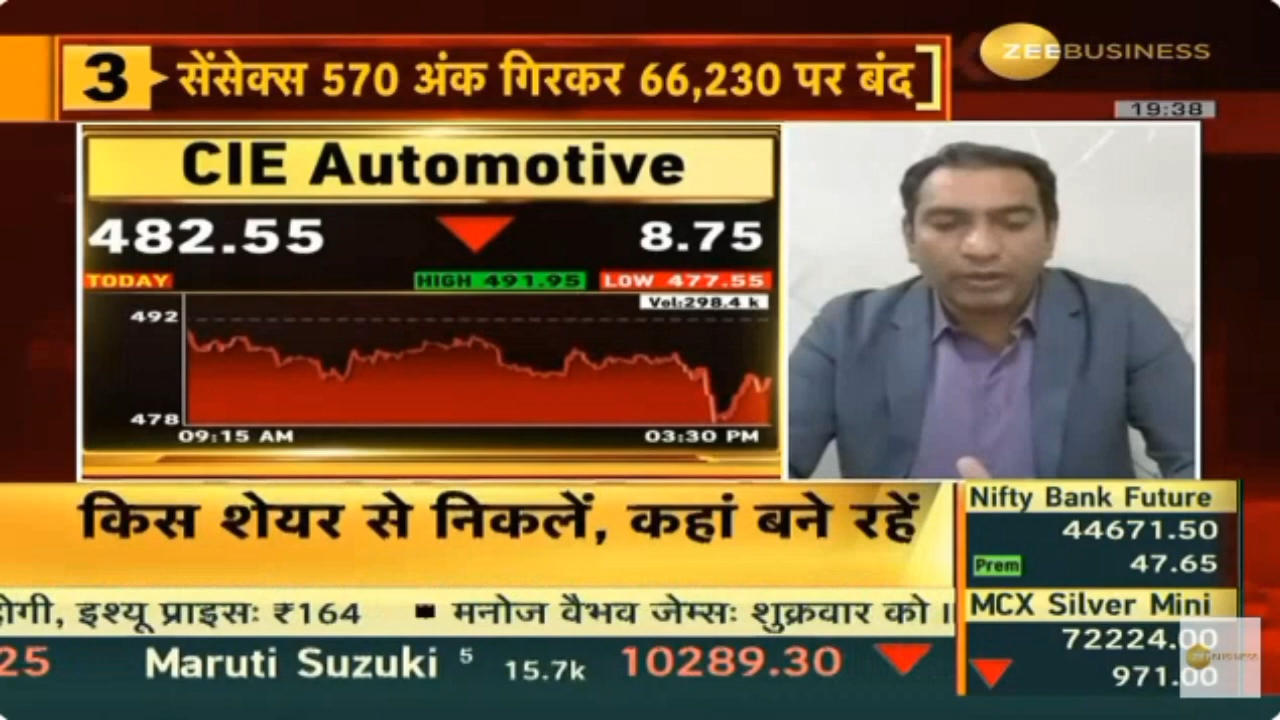 3 सेंसेक्स 570 अंक गिरकर 66,230 पर बंद
ZEEBUSINESS
19:38
CIE Automotive
482.55 8.75
TODAY HIGH 491.95 LOW 477.55
Vol:298.4 k
492
478
09:15 AM 03:30 PM
किस शेयर से निकलें, कहां बने रहें
Nifty Bank Future
44671.50
Prem 47.65
MCX Silver Mini
72224.00
971.00
इश्यू प्राइसः ₹164 ■ मनोज वैभव जेम्सः शुक्रवार को
25 Maruti Suzuki 5 15.7k 10289.30